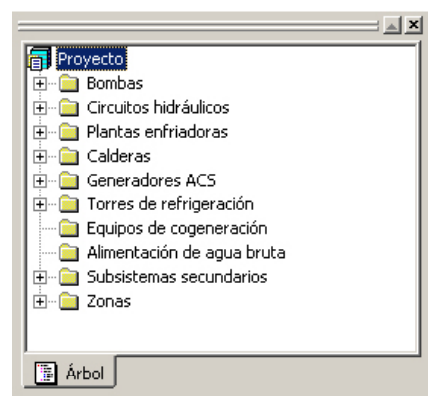 Proyecto
Bombas
Circuitos hidráulicos
Plantas enfriadoras
Calderas
Generadores ACS
Torres de refrigeración
Equipos de cogeneración
Alimentación de agua bruta
Subsistemas secundarios
Zonas
Árbol